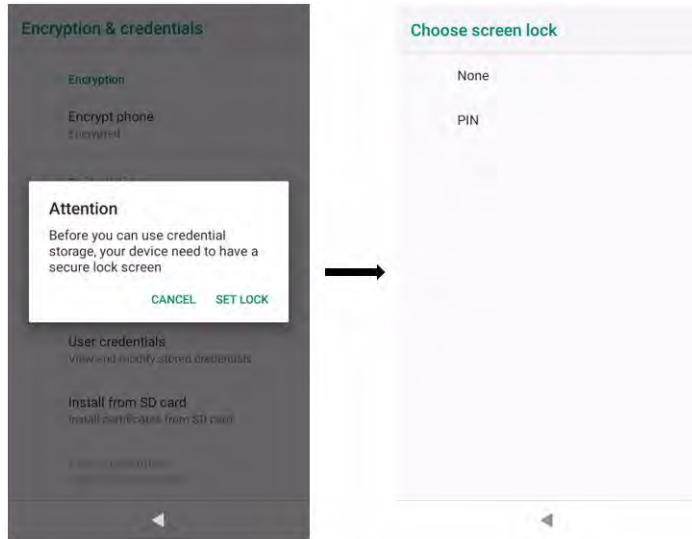 Encryption & credentials
Encryption
Encrypt phone
Encrypted
Attention
Before you can use credential
storage, your device need to have a
secure lock screen
CANCEL SET LOCK
User credentials
View and modify stored credentials
Install from SD card
Install certificates from SD card
Choose screen lock
None
PIN